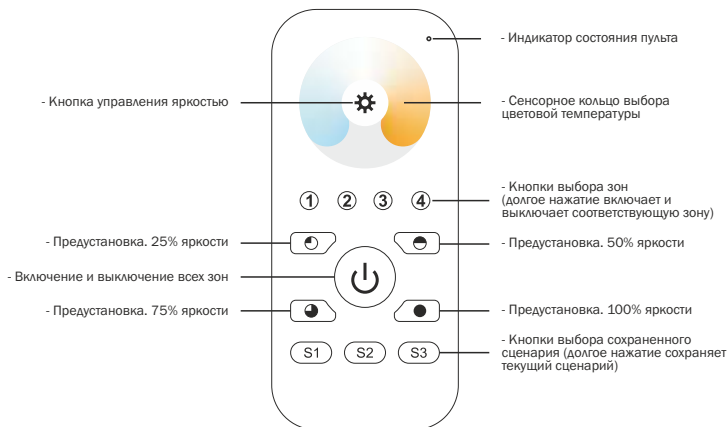 - Индикатор состояния пульта
- Кнопка управления яркостью
- Сенсорное кольцо выбора
цветовой температуры
1 2 3 4
- Кнопки выбора зон
(долгое нажатие включает и
выключает соответствующую зону)
- Предустановка. 25% яркости
- Предустановка. 50% яркости
- Включение и выключение всех зон
- Предустановка. 75% яркости
- Предустановка. 100% яркости
S1 S2 S3
- Кнопки выбора сохраненного
сценария (долгое нажатие сохраняет
текущий сценарий)